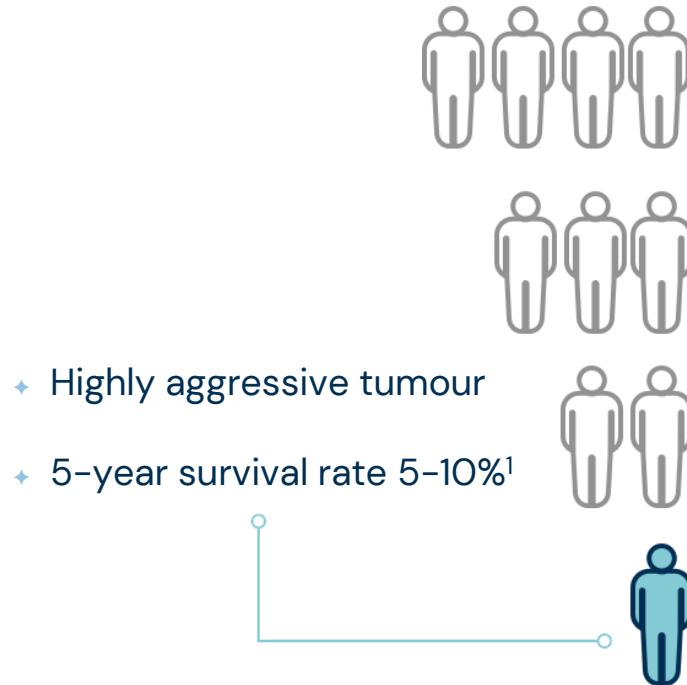 ✦ Highly aggressive tumour
✦ 5-year survival rate 5-10%¹